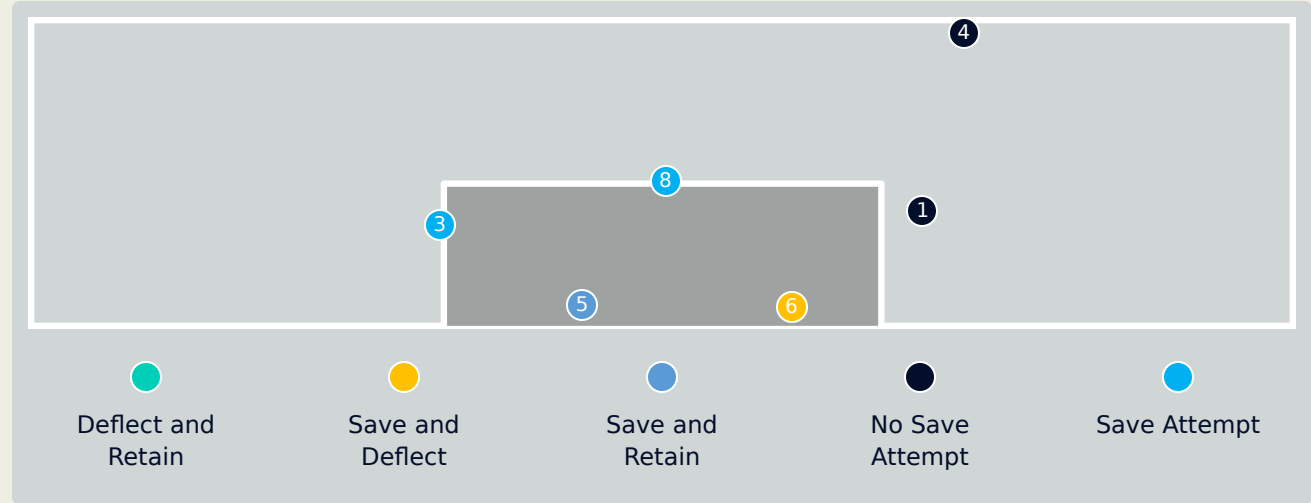 4
8
1
3
5
6
Deflect and
Retain
Save and
Deflect
Save and
Retain
No Save
Attempt
Save Attempt